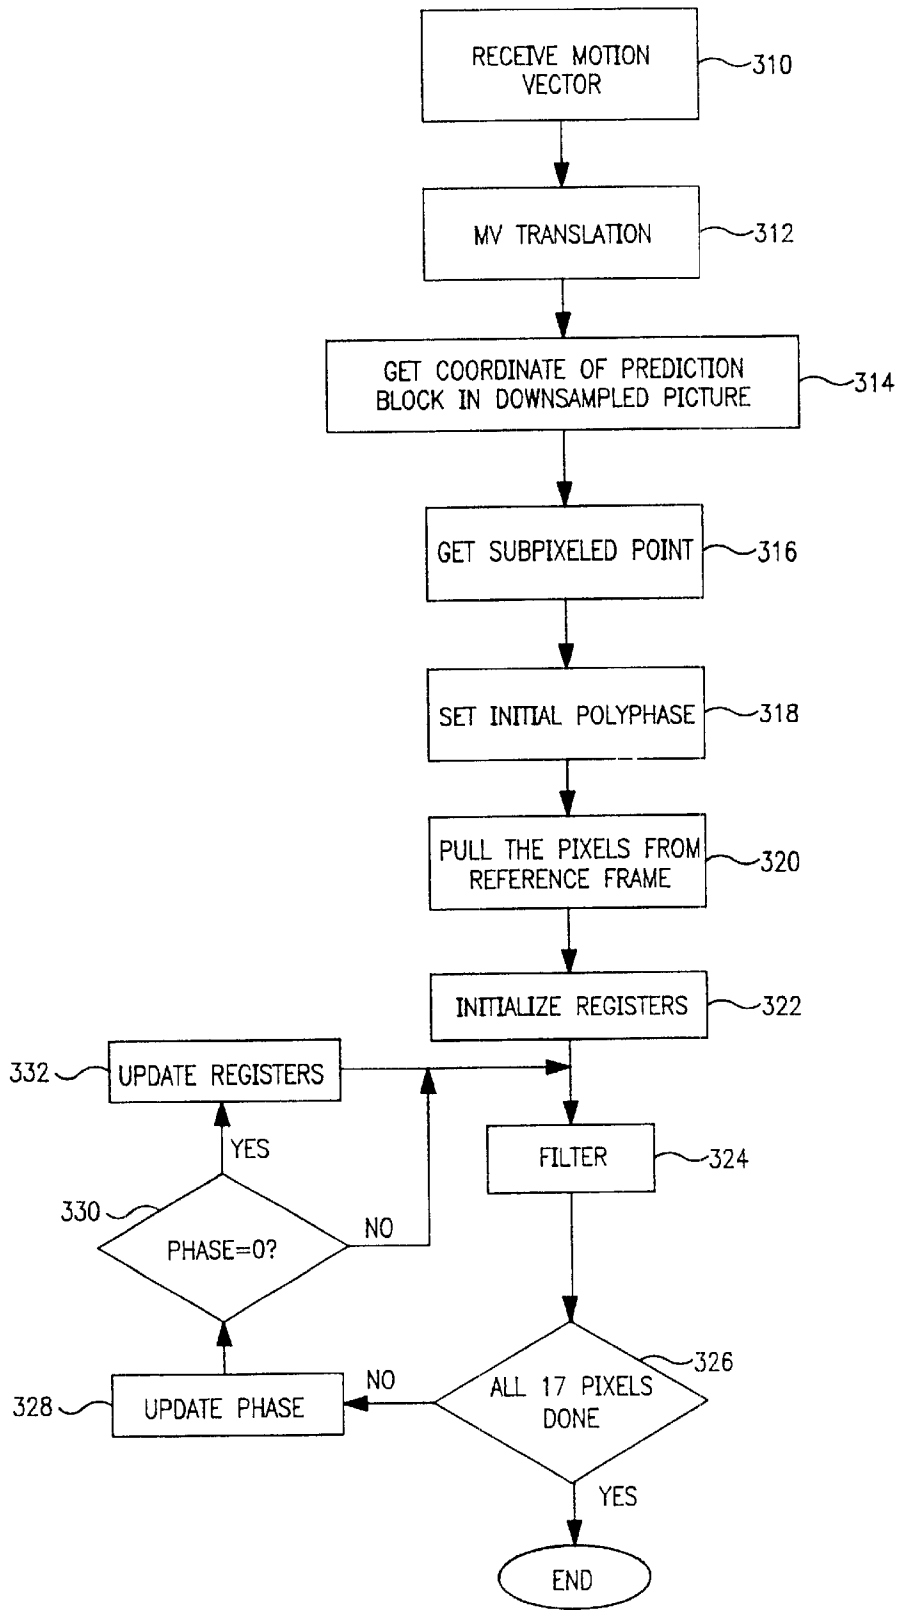 RECEIVE MOTION
VECTOR
310
MV TRANSLATION
312
GET COORDINATE OF PREDICTION
BLOCK IN DOWNSAMPLED PICTURE
314
GET SUBPIXELED POINT
316
SET INITIAL POLYPHASE
318
PULL THE PIXELS FROM
REFERENCE FRAME
320
INITIALIZE REGISTERS
322
332
UPDATE REGISTERS
YES
FILTER
324
330
PHASE=0?
NO
326
ALL 17 PIXELS
DONE
NO
328
UPDATE PHASE
YES
END